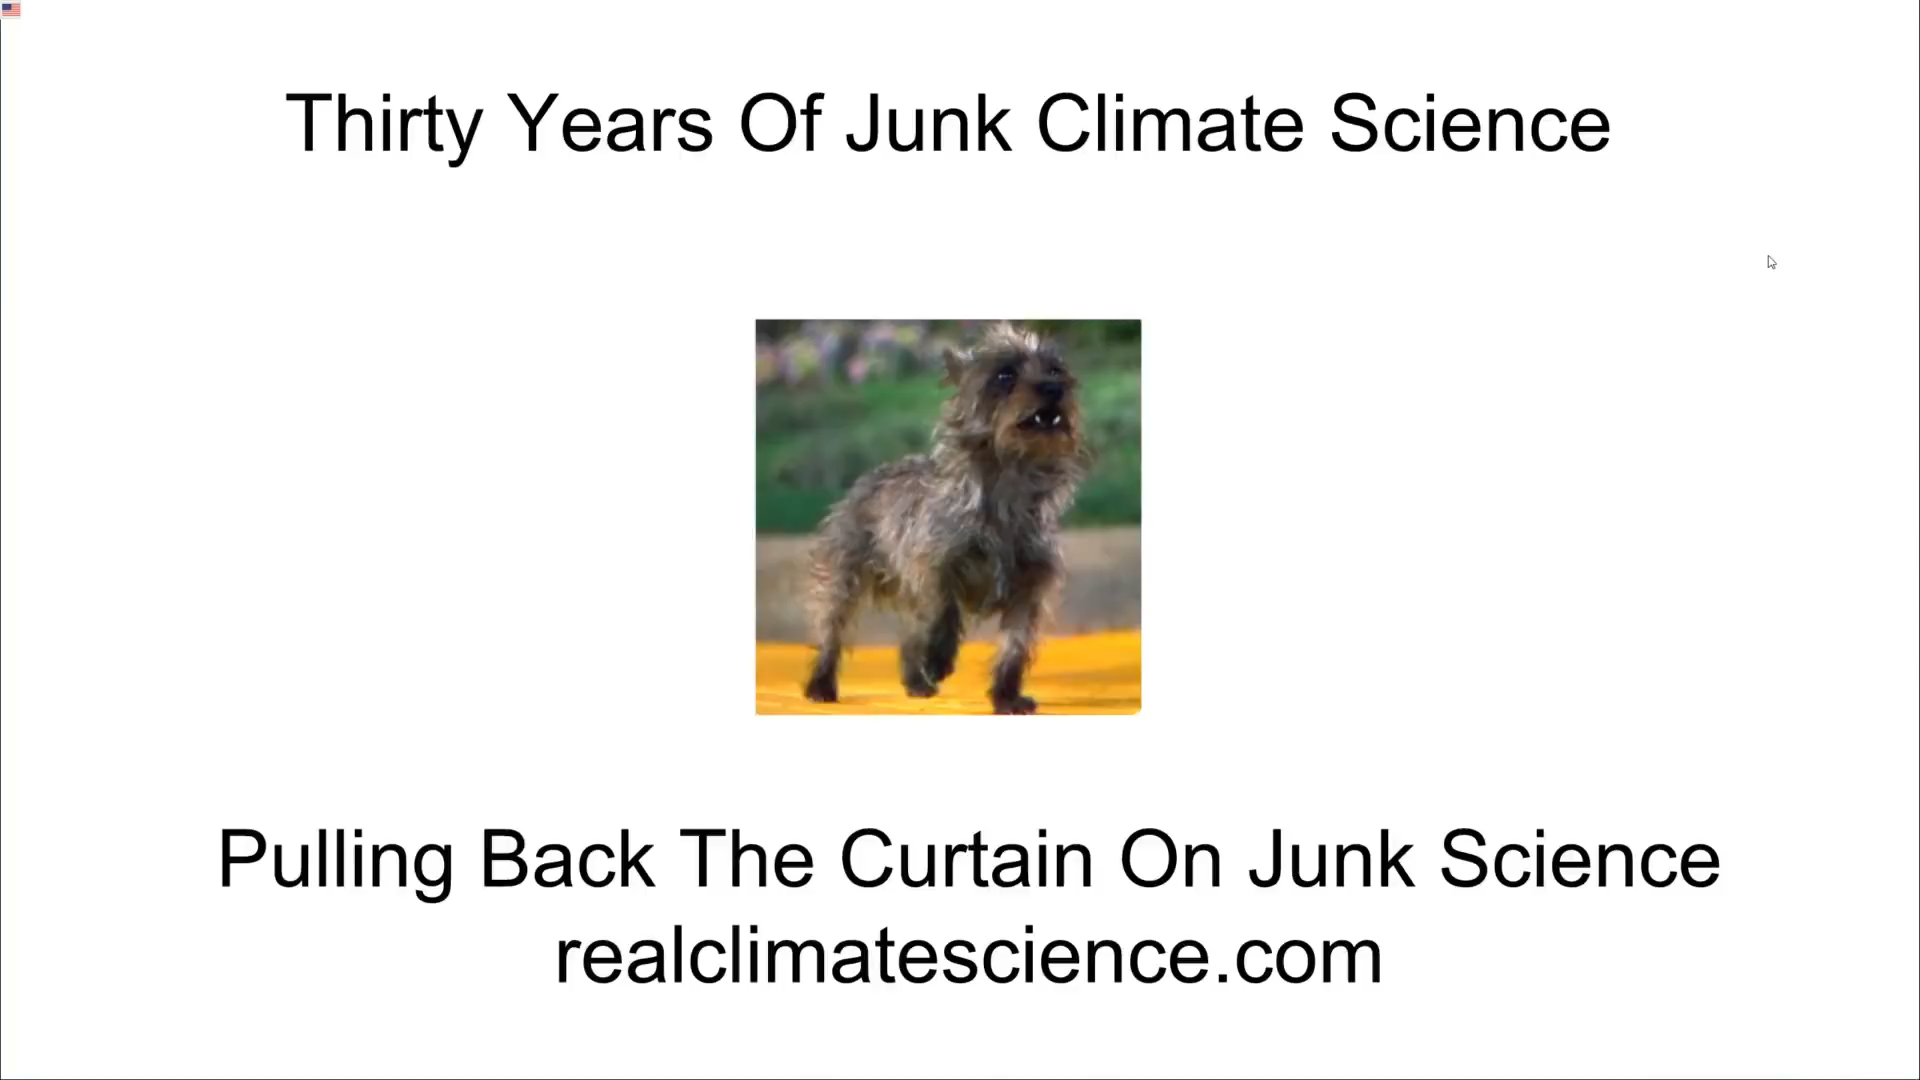 Thirty Years Of Junk Climate Science
Pulling Back The Curtain On Junk Science
realclimatescience.com